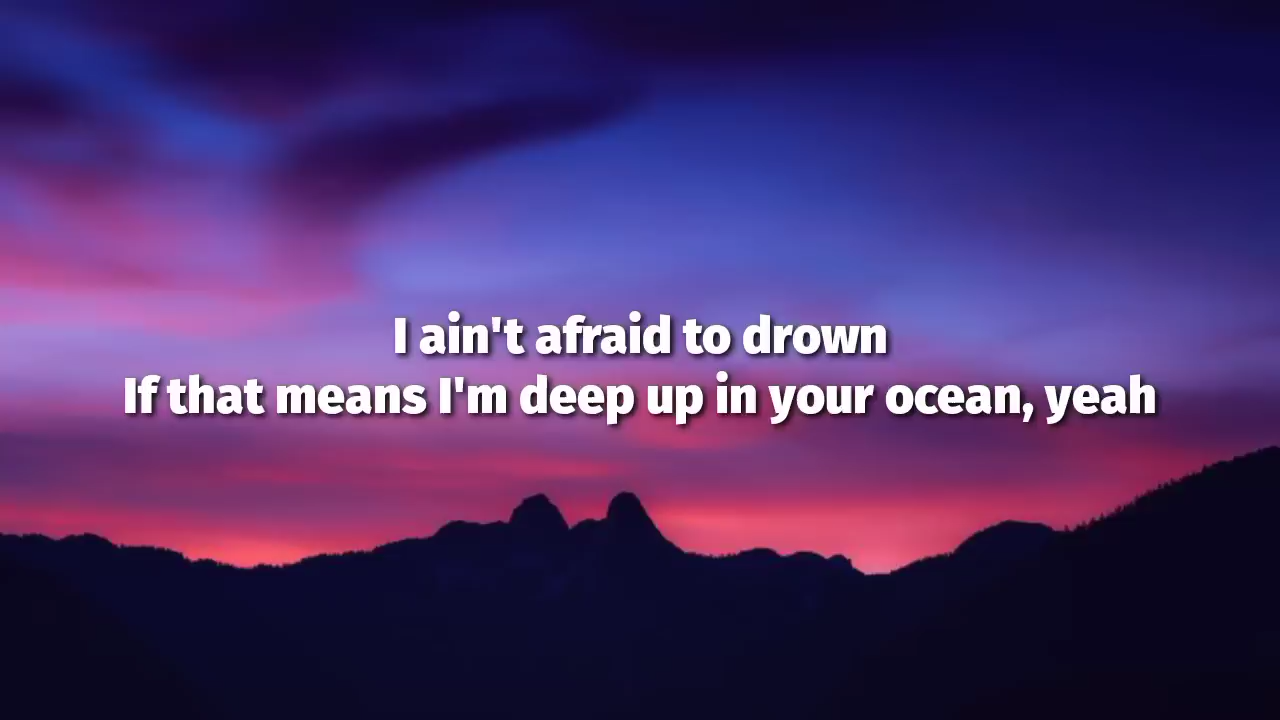 I ain't afraid to drown
If that means I'm deep up in your ocean, yeah